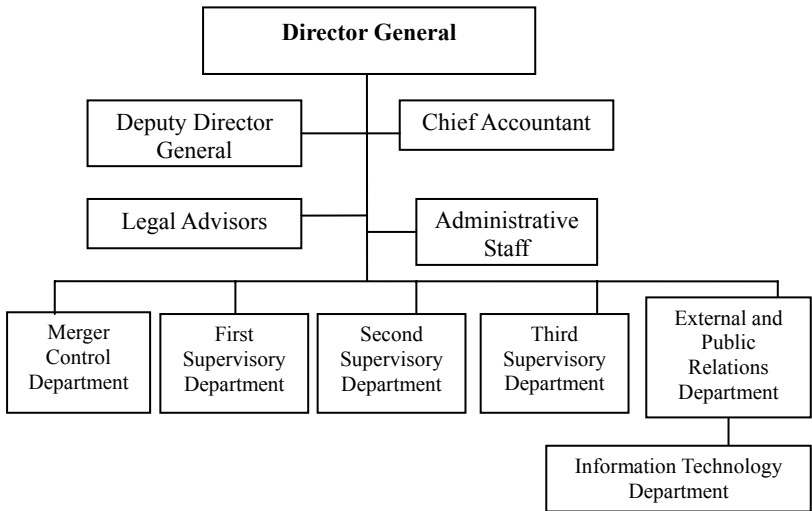 Director General
Deputy Director
General
Chief Accountant
Legal Advisors
Administrative
Staff
Merger
Control
Department
First
Supervisory
Department
Second
Supervisory
Department
Third
Supervisory
Department
External and
Public
Relations
Department
Information Technology
Department